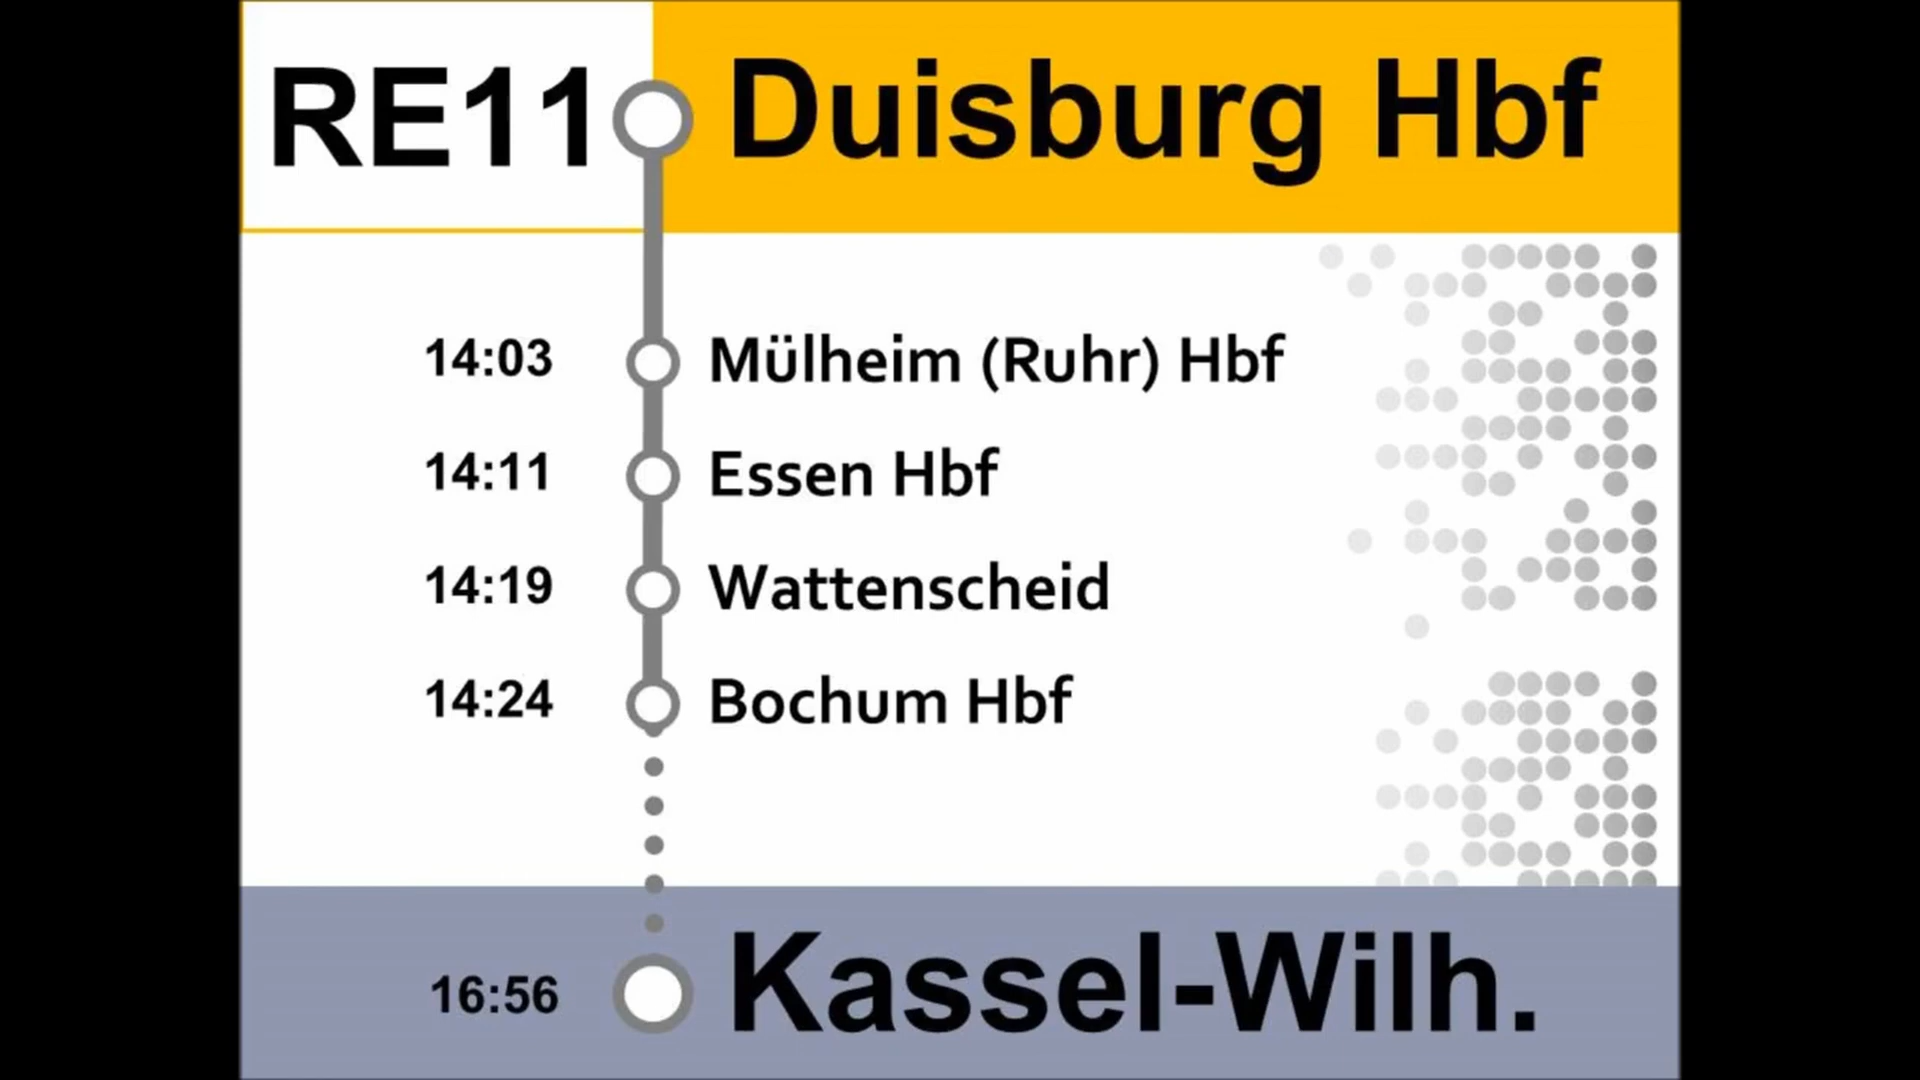 RE11 Duisburg Hbf
14:03 Mülheim (Ruhr) Hbf
14:11 Essen Hbf
14:19 Wattenscheid
14:24 Bochum Hbf
16:56 Kassel-Wilh.